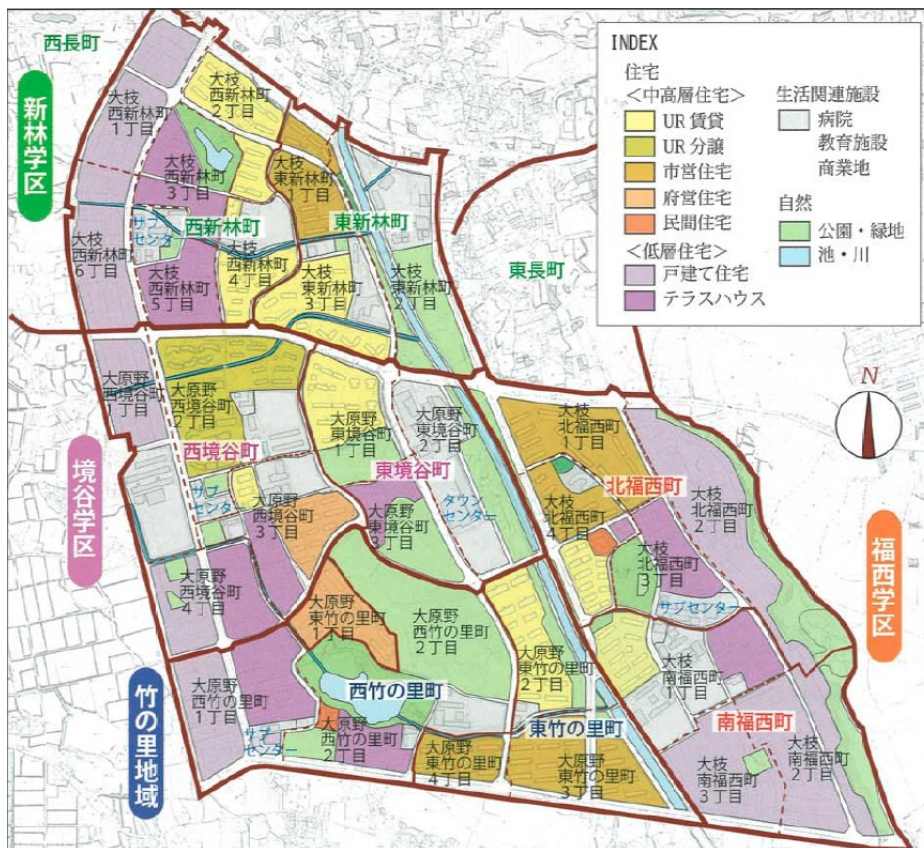 西長町
新林学区
大枝
西新林町
1丁目
大枝
西新林町
2丁目
大枝
西新林町
3丁目
大枝
東新林町
1丁目
サブ
センター
西新林町
東新林町
大枝
西新林町
6丁目
大枝
西新林町
5丁目
大枝
西新林町
4丁目
大枝
東新林町
3丁目
大枝
東新林町
2丁目
東長町
INDEX
住宅
<中高層住宅>
UR賃貸
UR分譲
市営住宅
府営住宅
民間住宅
<低層住宅>
戸建て住宅
テラスハウス
生活関連施設
病院
教育施設
商業地
自然
公園・緑地
池・川
N
境谷学区
大原野
西境谷町
1丁目
大原野
西境谷町
2丁目
大原野
東境谷町
1丁目
大原野
東境谷町
2丁目
西境谷町
東境谷町
サブ
センター
大原野
西境谷町
3丁目
大原野
東境谷町
3丁目
タウン
センター
大原野
西境谷町
4丁目
福西学区
大枝
北福西町
1丁目
北福西町
大枝
北福西町
2丁目
大枝
北福西町
4丁目
大枝
北福西町
3丁目
サブセンター
大枝
南福西町
1丁目
南福西町
大枝
南福西町
2丁目
大枝
南福西町
3丁目
竹の里地域
大原野
東竹の里町
1丁目
大原野
西竹の里町
2丁目
大原野
東竹の里町
2丁目
大原野
西竹の里町
1丁目
西竹の里町
東竹の里町
サブ
センター
大原野
西竹の里町
2丁目
大原野
東竹の里町
4丁目
大原野
東竹の里町
3丁目